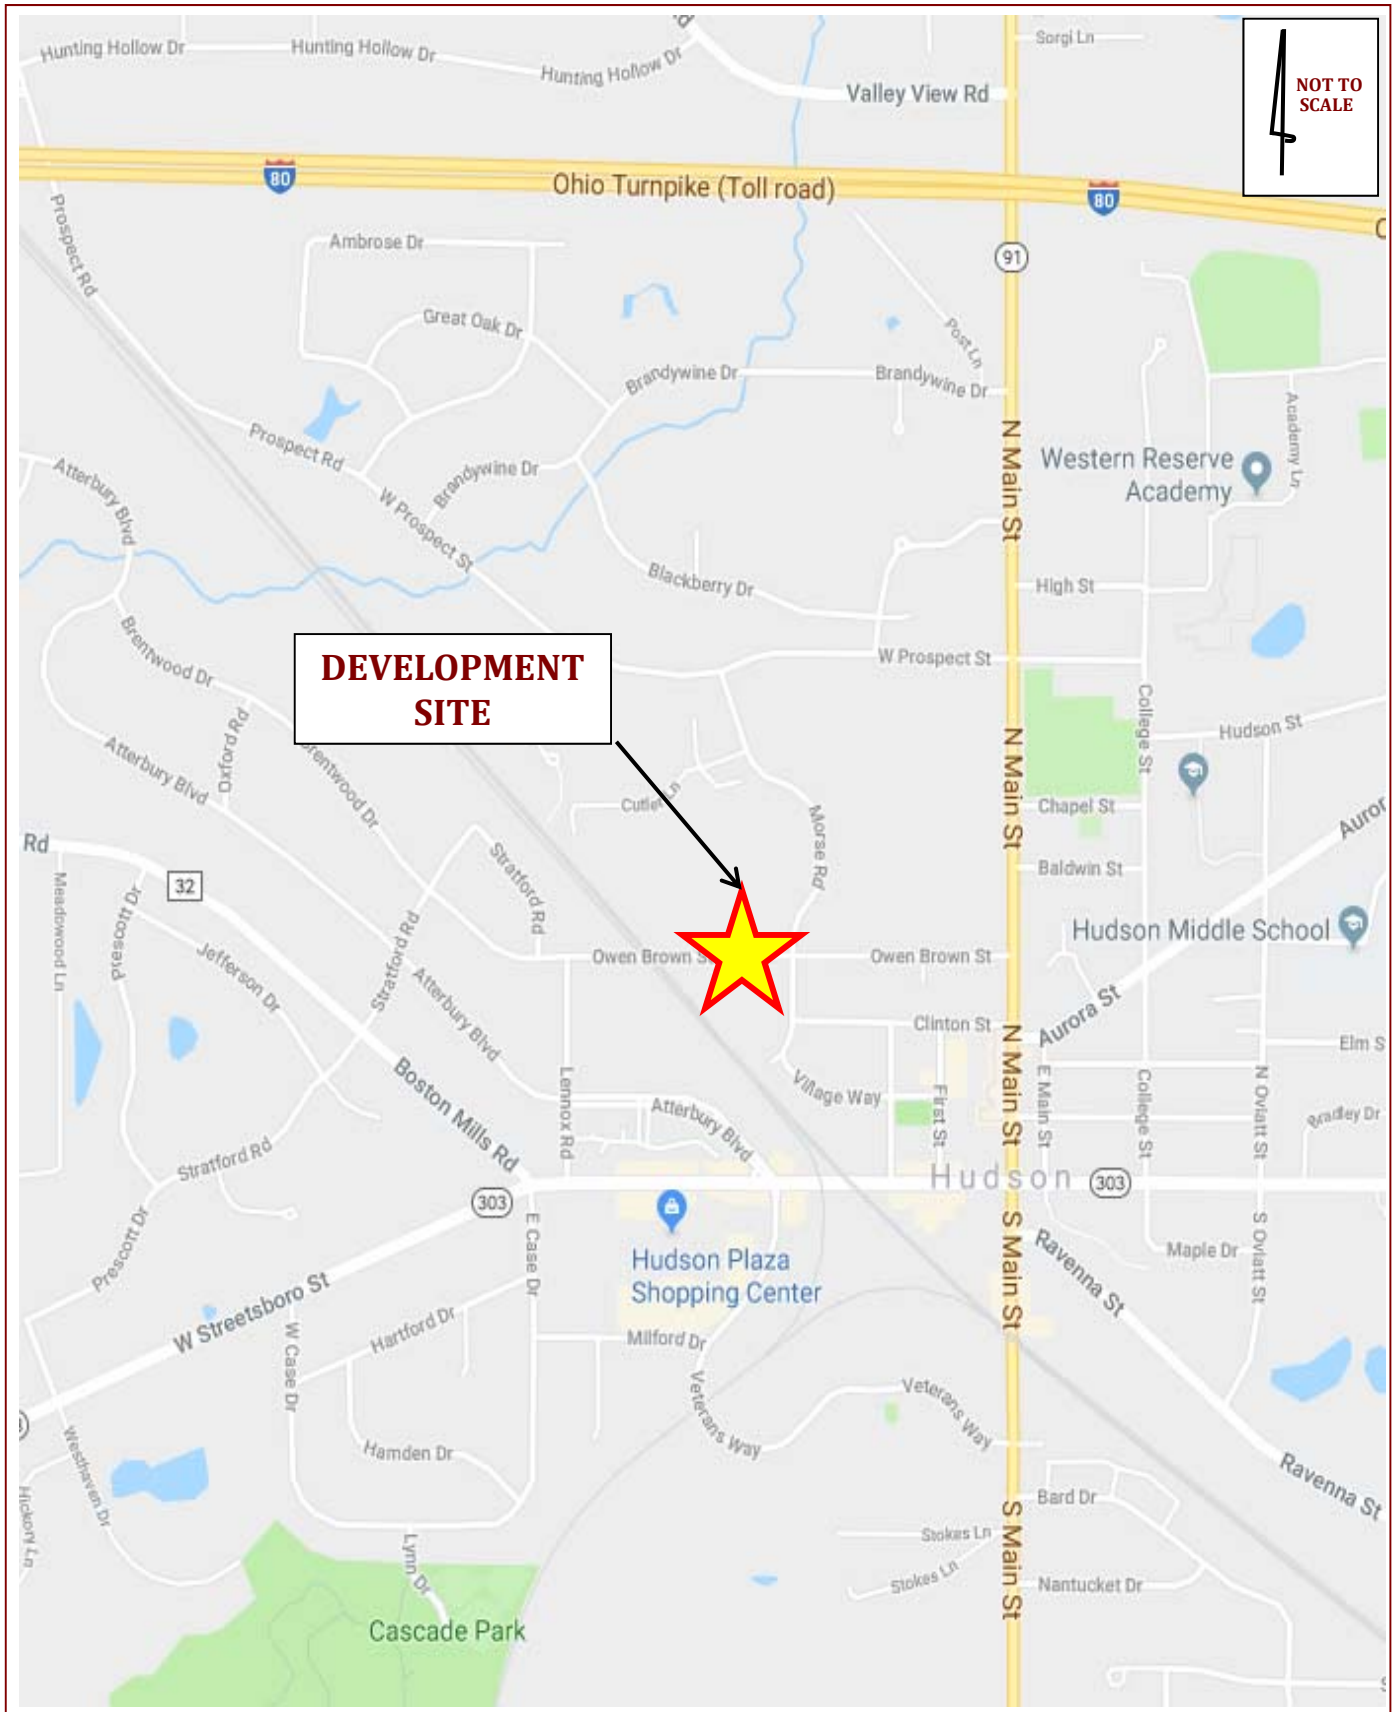 Hunting Hollow Dr
Hunting Hollow Dr
Hunting Hollow Dr
Valley View Rd
Sorgi Ln
NOT TO
SCALE
80
Ohio Turnpike (Toll road)
80
Prospect Rd
Ambrose Dr
91
Great Oak Dr
Post Ln
Brandywine Dr
Brandywine Dr
Academy Ln
Prospect Rd
Brandywine Dr
N Main St
Western Reserve
Academy
Atterbury Blvd
W Prospect St
Blackberry Dr
High St
Brentwood Dr
DEVELOPMENT
SITE
W Prospect St
College St
Hudson St
Oxford Rd
Atterbury Blvd
Brentwood Dr
N Main St
Chapel St
Morse Rd
Rd
32
Stratford Rd
Baldwin St
Meadowood Ln
Prescott Dr
Jefferson Dr
Stratford Rd
Atterbury Blvd
Owen Brown St
Owen Brown St
Hudson Middle School
Aurora St
Clinton St
N Main St
Boston Mills Rd
Lennox Rd
Atterbury Blvd
Village Way
First St
E Main St
College St
N Oviatt St
Bradley Dr
Stratford Rd
303
Hudson
303
Prescott Dr
E Case Dr
Hudson Plaza
Shopping Center
S Main St
Ravenna St
Maple Dr
S Oviatt St
W Streetsboro St
W Case Dr
Hartford Dr
Milford Dr
Veterans Way
Veterans Way
Westhaven Dr
Hamden Dr
Ravenna St
Hickory Ln
Bard Dr
S Main St
Stokes Ln
Stokes Ln
Nantucket Dr
Lynn Dr
Cascade Park